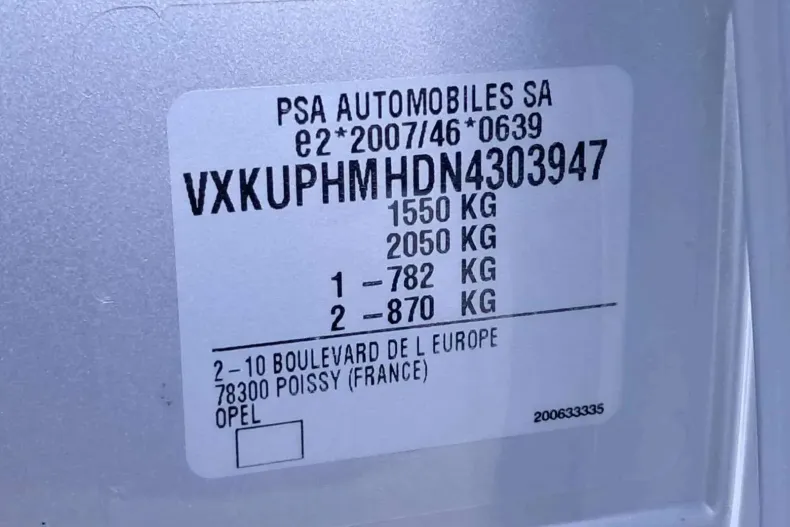 PSA AUTOMOBILES SA
e2*2007/46*0639
VXKUPHMHDN4303947
1550 KG
2050 KG
1 -782 KG
2 -870 KG
2-10 BOULEVARD DE L EUROPE
78300 POISSY (FRANCE)
OPEL
200633335